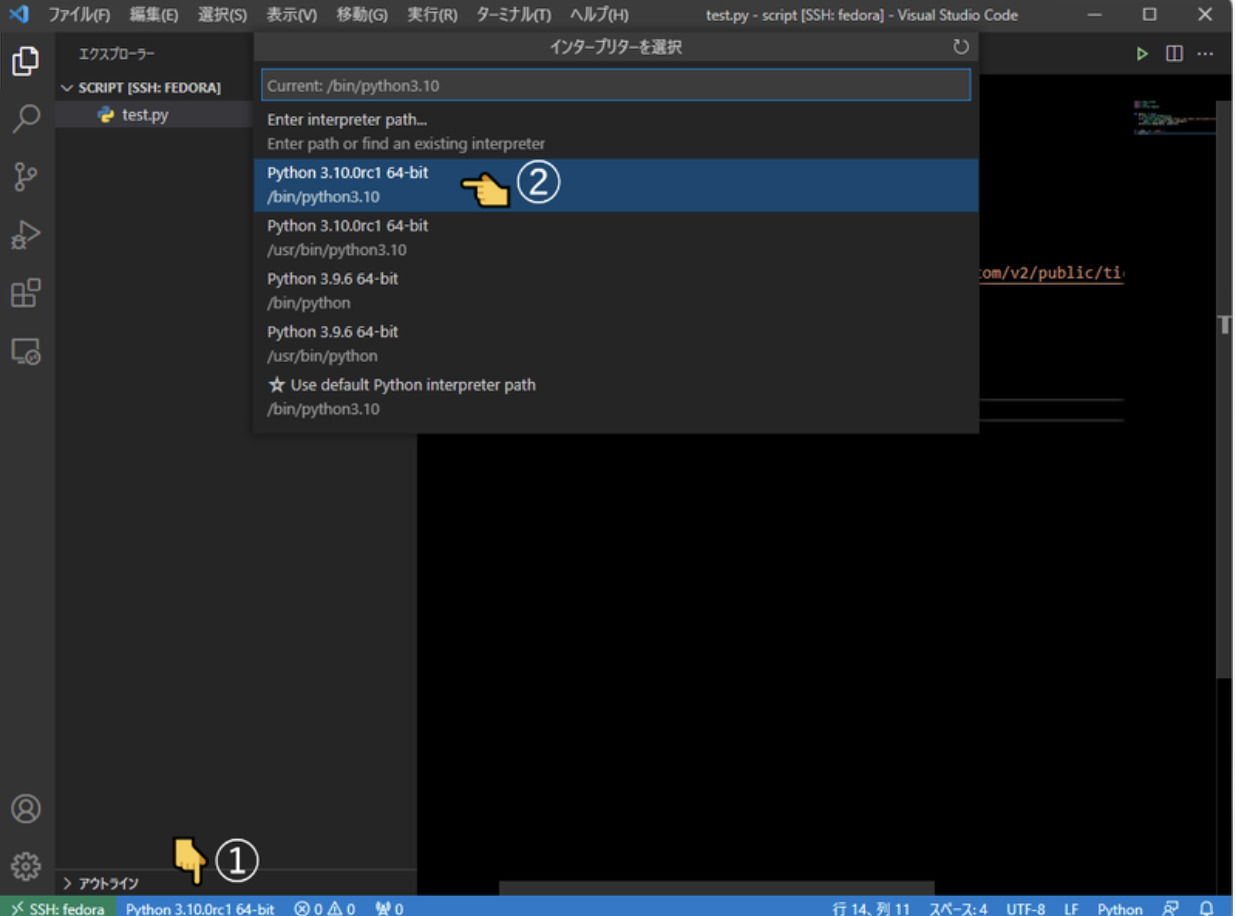 ファイル(F) 編集(E) 選択(S) 表示(V) 移動(G) 実行(R) ターミナル(T) ヘルプ(H) test.py - script [SSH: fedora] - Visual Studio Code
エクスプローラー
インタープリターを選択
SCRIPT [SSH: FEDORA]
test.py
Current: /bin/python3.10
Enter interpreter path...
Enter path or find an existing interpreter
Python 3.10.0rc1 64-bit
/bin/python3.10
②
Python 3.10.0rc1 64-bit
/usr/bin/python3.10
Python 3.9.6 64-bit
/bin/python
Python 3.9.6 64-bit
/usr/bin/python
☆ Use default Python interpreter path
/bin/python3.10
com/v2/public/ti
①
アウトライン
SSH: fedora Python 3.10.0rc1 64-bit 0 0 0 行 14、列 11 スペース: 4 UTF-8 LF Python